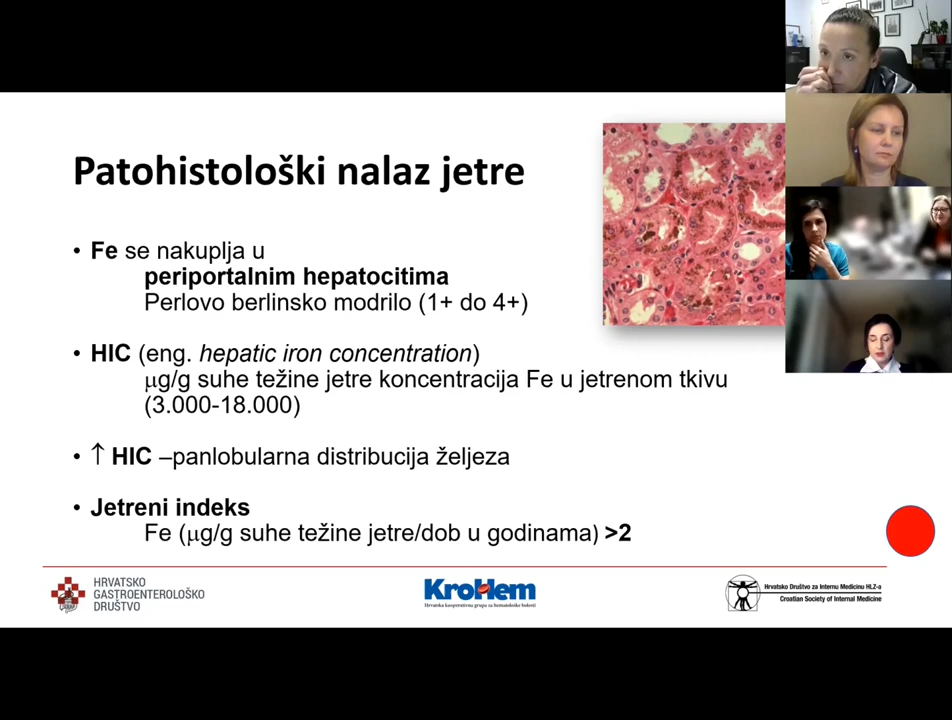 Patohistološki nalaz jetre
• Fe se nakuplja u
periportalnim hepatocitima
Perlovo berlinsko modrilo (1+ do 4+)
• HIC (eng. hepatic iron concentration)
μg/g suhe težine jetre koncentracija Fe u jetrenom tkivu
(3.000-18.000)
• ↑ HIC –panlobularna distribucija željeza
• Jetreni indeks
Fe (μg/g suhe težine jetre/dob u godinama) >2
HRVATSKO
GASTROENTEROLOŠKO
DRUŠTVO
KroHem
Hrvatska kooperativna grupa za hematološke bolesti
Hrvatsko Društvo za Internu Medicinu HLZ-a
Croatian Society of Internal Medicine